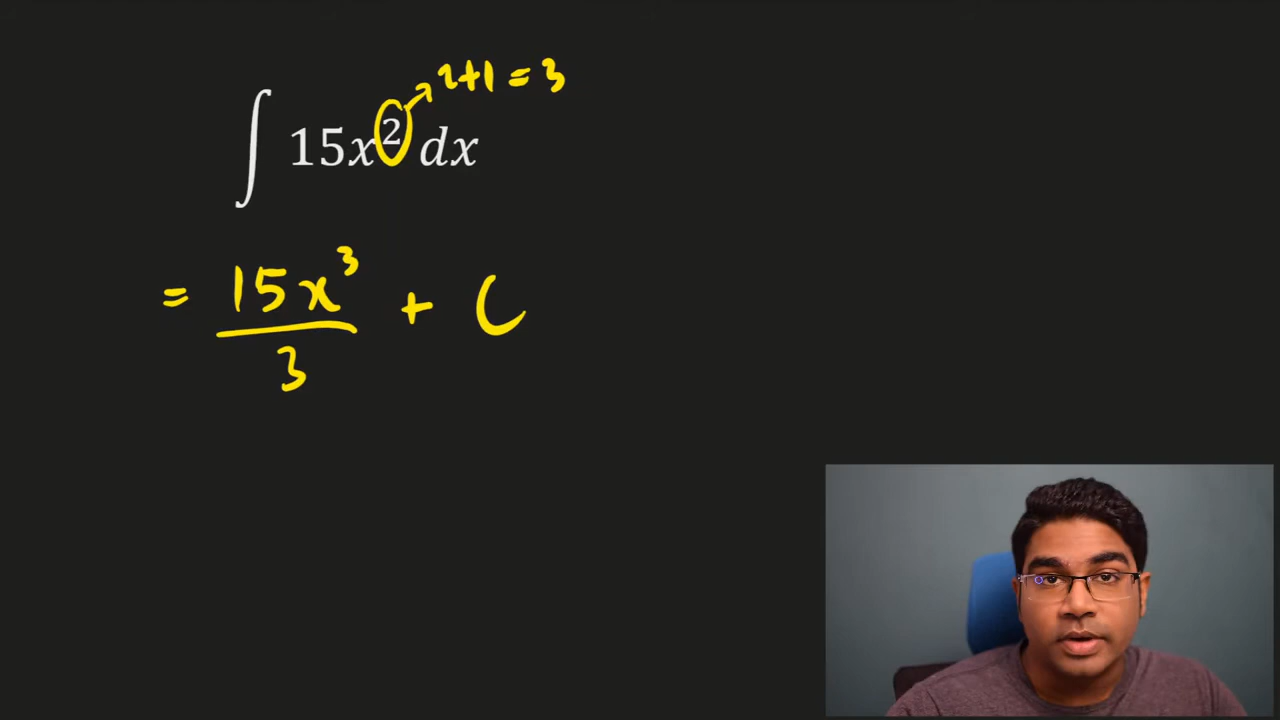 2+1 = 3
∫ 15x² dx
= 15x³/3 + C